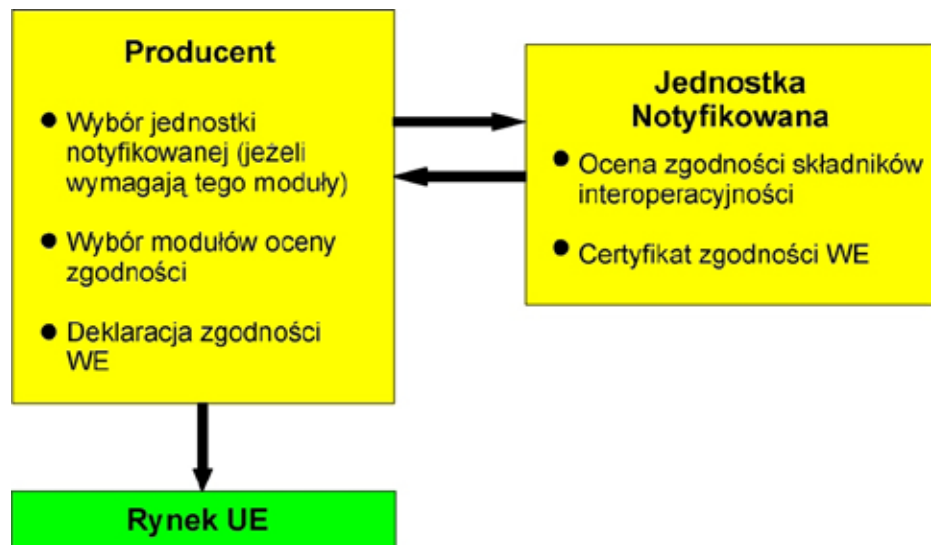 Producent
● Wybór jednostki
notyfikowanej (jeżeli
wymagają tego moduły)
● Wybór modułów oceny
zgodności
● Deklaracja zgodności
WE
Jednostka
Notyfikowana
● Ocena zgodności składników
interoperacyjności
● Certyfikat zgodności WE
Rynek UE